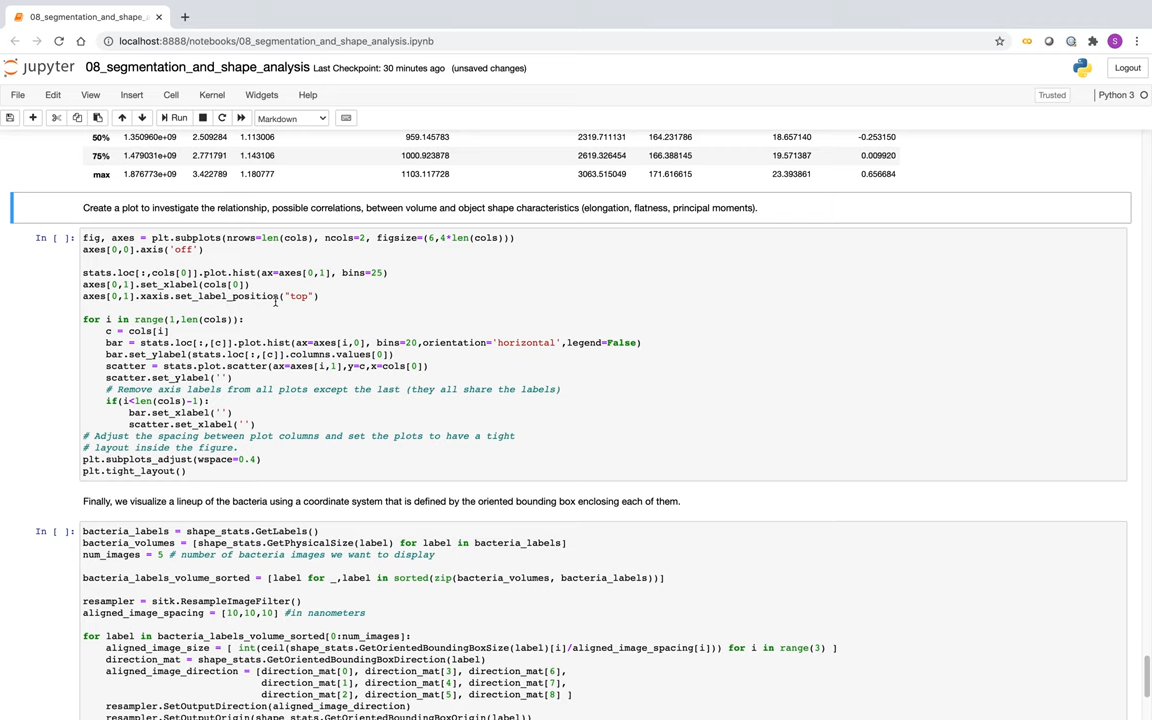 08_segmentation_and_shape_
localhost:8888/notebooks/08_segmentation_and_shape_analysis.ipynb
S
jupyter 08_segmentation_and_shape_analysis Last Checkpoint: 30 minutes ago (unsaved changes)
Logout
File Edit View Insert Cell Kernel Widgets Help
Trusted Python 3
Run Markdown
50% 1.350960e+09 2.509284 1.113006 959.145783 2319.711131 164.231786 18.657140 -0.253150
75% 1.479031e+09 2.771791 1.143106 1000.923878 2619.326454 166.388145 19.571387 0.009920
max 1.876773e+09 3.422789 1.180777 1103.117728 3063.515049 171.616615 23.393861 0.656684
Create a plot to investigate the relationship, possible correlations, between volume and object shape characteristics (elongation, flatness, principal moments).
In [ ]: fig, axes = plt.subplots(nrows=len(cols), ncols=2, figsize=(6,4*len(cols)))
axes[0,0].axis('off')
stats.loc[:,cols[0]].plot.hist(ax=axes[0,1], bins=25)
axes[0,1].set_xlabel(cols[0])
axes[0,1].xaxis.set_label_position("top")
for i in range(1,len(cols)):
c = cols[i]
bar = stats.loc[:,[c]].plot.hist(ax=axes[i,0], bins=20,orientation='horizontal',legend=False)
bar.set_ylabel(stats.loc[:,[c]].columns.values[0])
scatter = stats.plot.scatter(ax=axes[i,1],y=c,x=cols[0])
scatter.set_ylabel('')
# Remove axis labels from all plots except the last (they all share the labels)
if(i<len(cols)-1):
bar.set_xlabel('')
scatter.set_xlabel('')
# Adjust the spacing between plot columns and set the plots to have a tight
# layout inside the figure.
plt.subplots_adjust(wspace=0.4)
plt.tight_layout()
Finally, we visualize a lineup of the bacteria using a coordinate system that is defined by the oriented bounding box enclosing each of them.
In [ ]: bacteria_labels = shape_stats.GetLabels()
bacteria_volumes = [shape_stats.GetPhysicalSize(label) for label in bacteria_labels]
num_images = 5 # number of bacteria images we want to display
bacteria_labels_volume_sorted = [label for _,label in sorted(zip(bacteria_volumes, bacteria_labels))]
resampler = sitk.ResampleImageFilter()
aligned_image_spacing = [10,10,10] #in nanometers
for label in bacteria_labels_volume_sorted[0:num_images]:
aligned_image_size = [ int(ceil(shape_stats.GetOrientedBoundingBoxSize(label)[i]/aligned_image_spacing[i])) for i in range(3) ]
direction_mat = shape_stats.GetOrientedBoundingBoxDirection(label)
aligned_image_direction = [direction_mat[0], direction_mat[3], direction_mat[6],
direction_mat[1], direction_mat[4], direction_mat[7],
direction_mat[2], direction_mat[5], direction_mat[8] ]
resampler.SetOutputDirection(aligned_image_direction)
resampler.SetOutputOrigin(shape_stats.GetOrientedBoundingBoxOrigin(label))